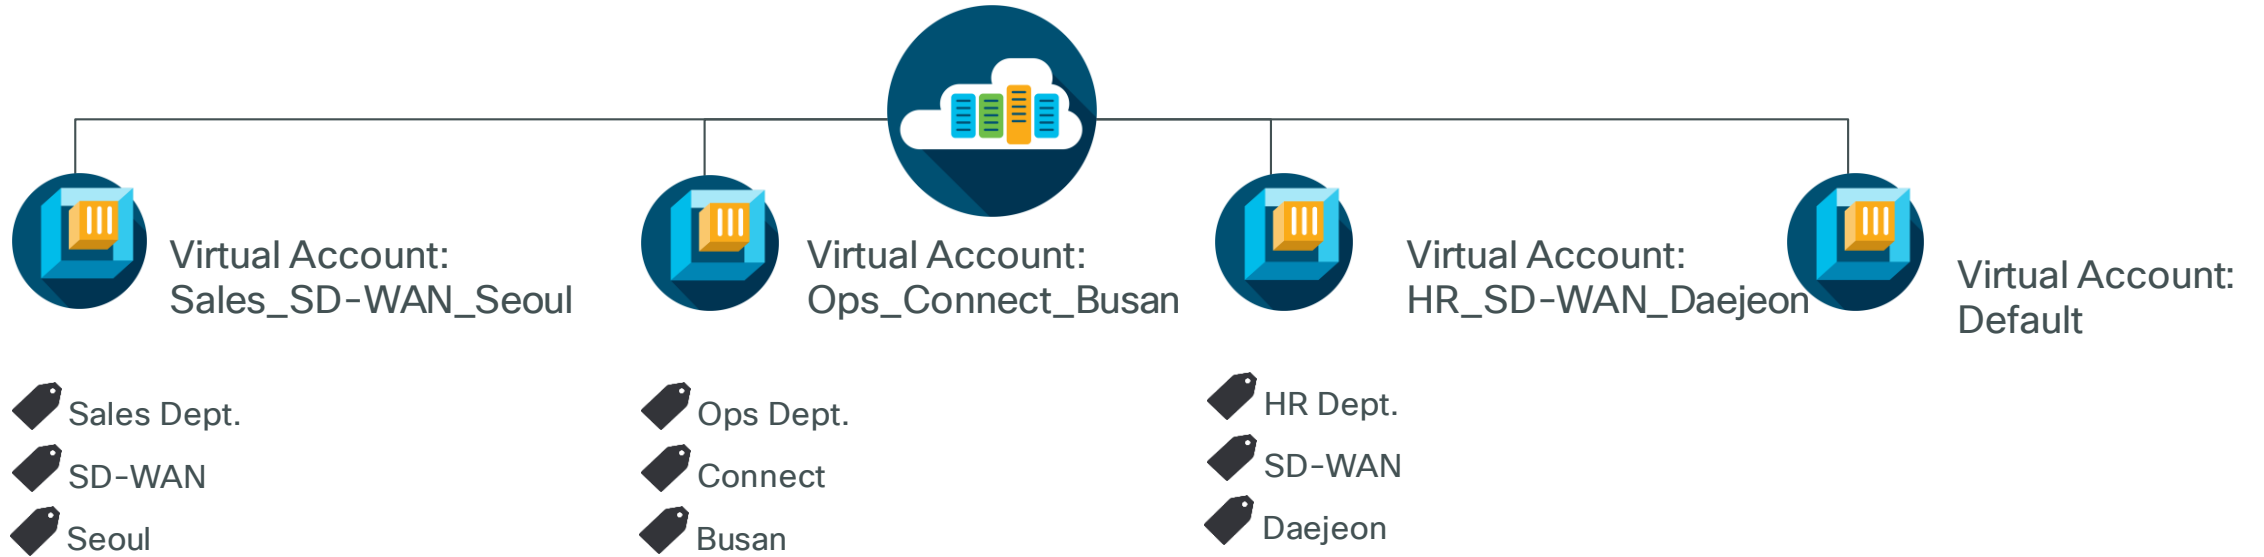 Virtual Account:
Sales_SD-WAN_Seoul
Sales Dept.
SD-WAN
Seoul
Virtual Account:
Ops_Connect_Busan
Ops Dept.
Connect
Busan
Virtual Account:
HR_SD-WAN_Daejeon
HR Dept.
SD-WAN
Daejeon
Virtual Account:
Default